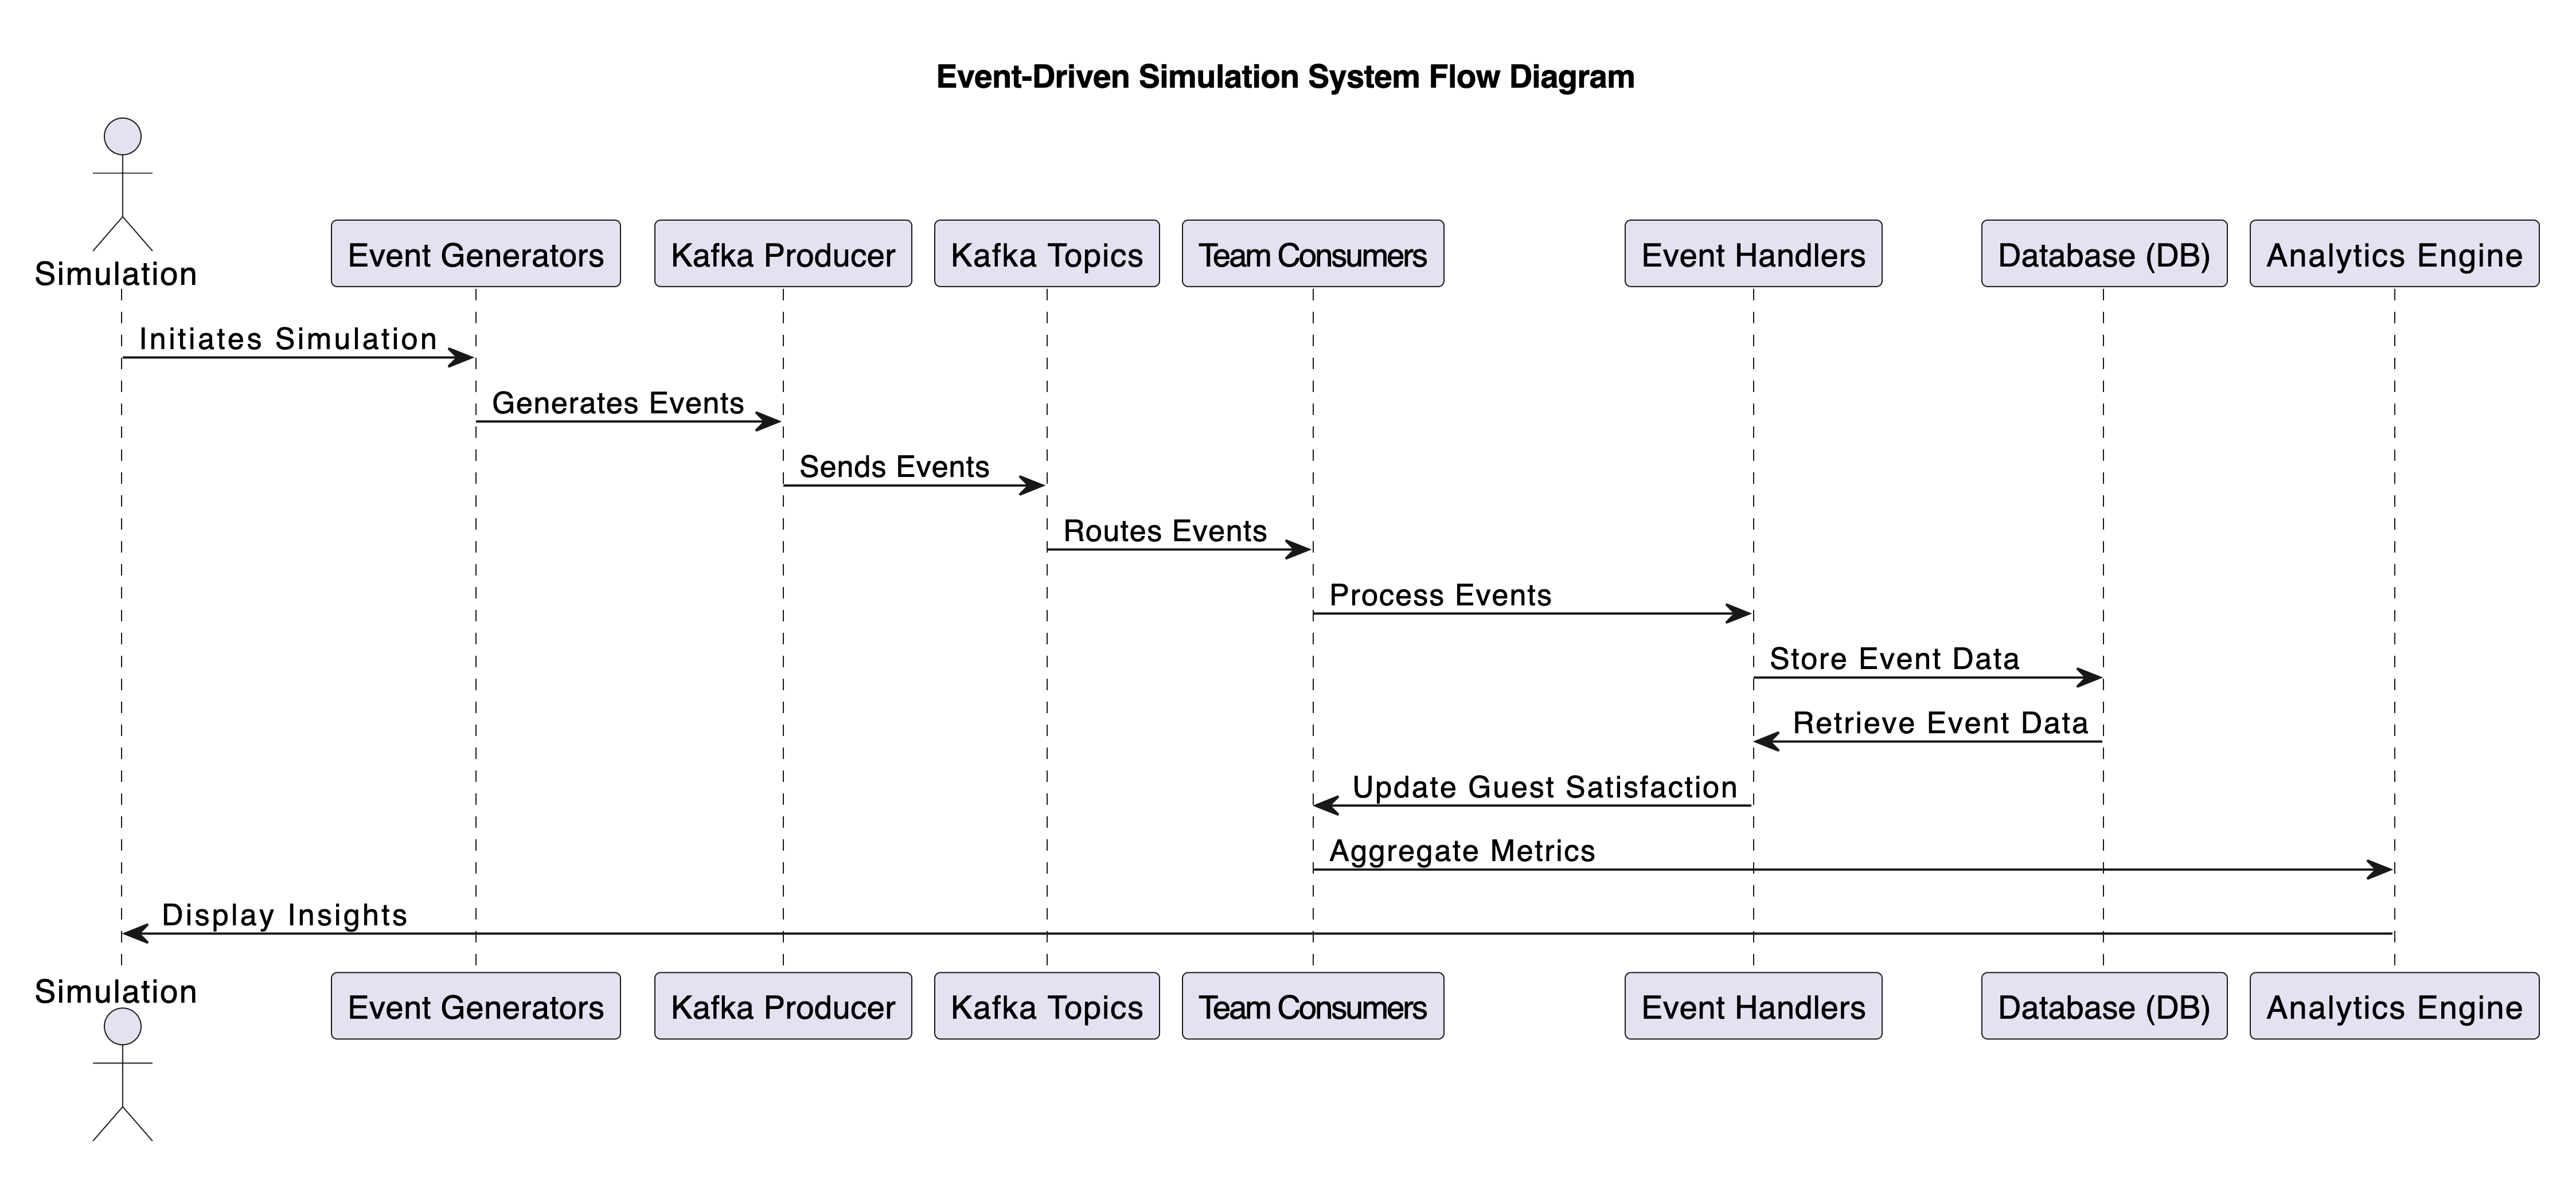 Event-Driven Simulation System Flow Diagram
Simulation
Event Generators
Kafka Producer
Kafka Topics
Team Consumers
Event Handlers
Database (DB)
Analytics Engine
Initiates Simulation
Generates Events
Sends Events
Routes Events
Process Events
Store Event Data
Retrieve Event Data
Update Guest Satisfaction
Aggregate Metrics
Display Insights
Simulation
Event Generators
Kafka Producer
Kafka Topics
Team Consumers
Event Handlers
Database (DB)
Analytics Engine